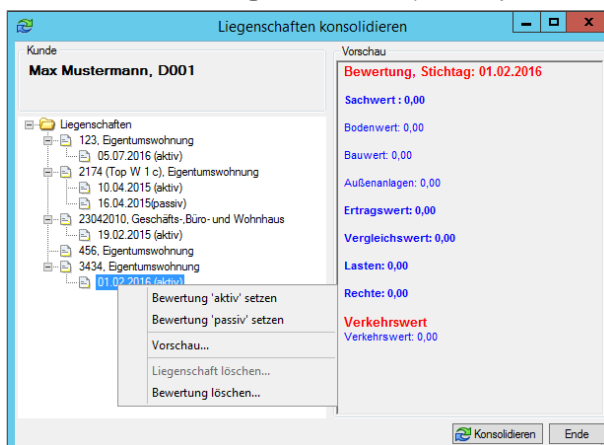 Liegenschaften konsolidieren
Kunde
Max Mustermann, D001
Liegenschaften
123, Eigentumswohnung
05.07.2016 (aktiv)
2174 (Top W 1 c), Eigentumswohnung
10.04.2015 (aktiv)
16.04.2015(passiv)
23042010, Geschäfts-,Büro- und Wohnhaus
19.02.2015 (aktiv)
456, Eigentumswohnung
3434, Eigentumswohnung
01.02.2016 (aktiv)
Bewertung 'aktiv' setzen
Bewertung 'passiv' setzen
Vorschau...
Liegenschaft löschen...
Bewertung löschen...
Vorschau
Bewertung, Stichtag: 01.02.2016
Sachwert : 0,00
Bodenwert: 0,00
Bauwert: 0,00
Außenanlagen: 0,00
Ertragswert: 0,00
Vergleichswert: 0,00
Lasten: 0,00
Rechte: 0,00
Verkehrswert
Verkehrswert: 0,00
Konsolidieren
Ende